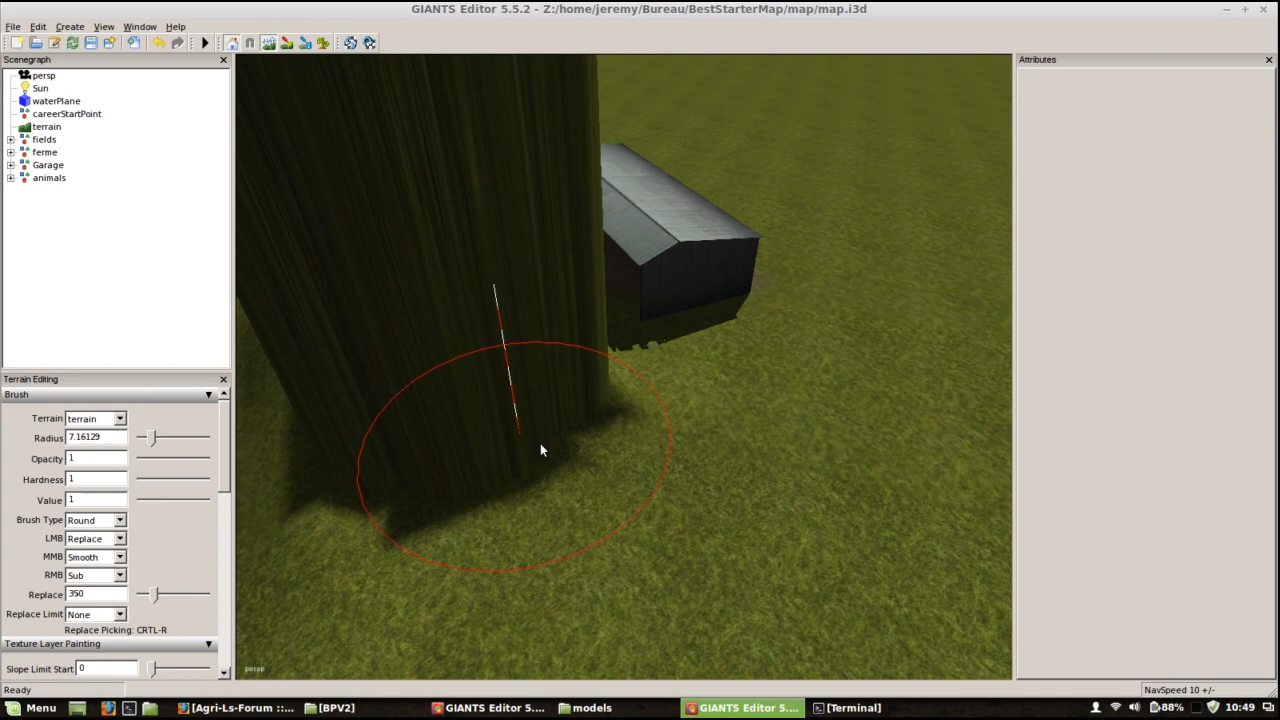 GIANTS Editor 5.5.2 - Z:/home/jeremy/Bureau/BestStarterMap/map/map.i3d
File Edit Create View Window Help
Scenegraph
persp
Sun
waterPlane
careerStartPoint
terrain
fields
ferme
Garage
animals
Terrain Editing
Brush
Terrain terrain
Radius 7.16129
Opacity 1
Hardness 1
Value 1
Brush Type Round
LMB Replace
MMB Smooth
RMB Sub
Replace 350
Replace Limit None
Replace Picking: CRTL-R
Texture Layer Painting
Slope Limit Start 0
persp
Attributes
Ready
NavSpeed 10 +/-
Menu [Agri-Ls-Forum ::... [BPV2] GIANTS Editor 5.... models GIANTS Editor 5.... [Terminal] 88% 10:49